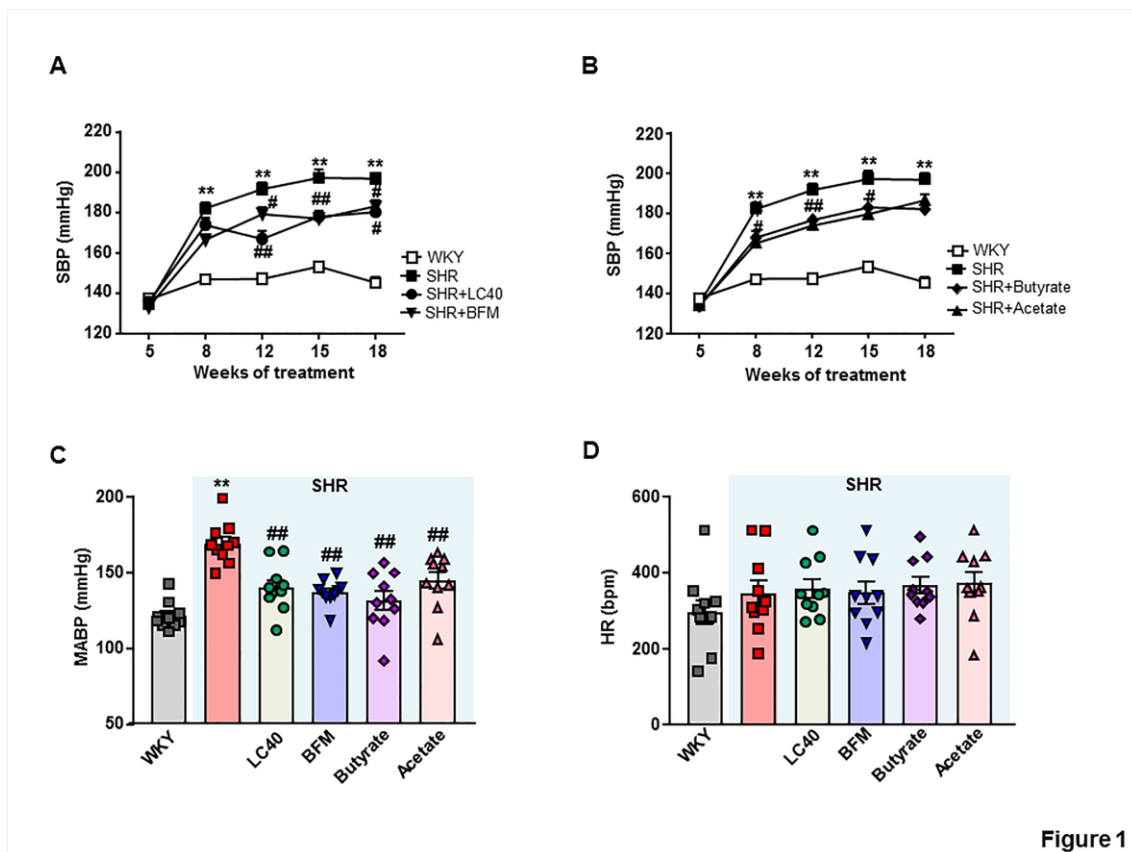 A
220
200
180
160
140
120
SBP (mmHg)
** ** ** **
# ## #
## #
5 8 12 15 18
Weeks of treatment
WKY
SHR
SHR+LC40
SHR+BFM
B
220
200
180
160
140
120
SBP (mmHg)
** ** ** **
# ## #
5 8 12 15 18
Weeks of treatment
WKY
SHR
SHR+Butyrate
SHR+Acetate
C
SHR
200
150
100
50
MABP (mmHg)
** ## ## ## ##
WKY LC40 BFM Butyrate Acetate
D
SHR
600
400
200
0
HR (bpm)
WKY LC40 BFM Butyrate Acetate
Figure 1